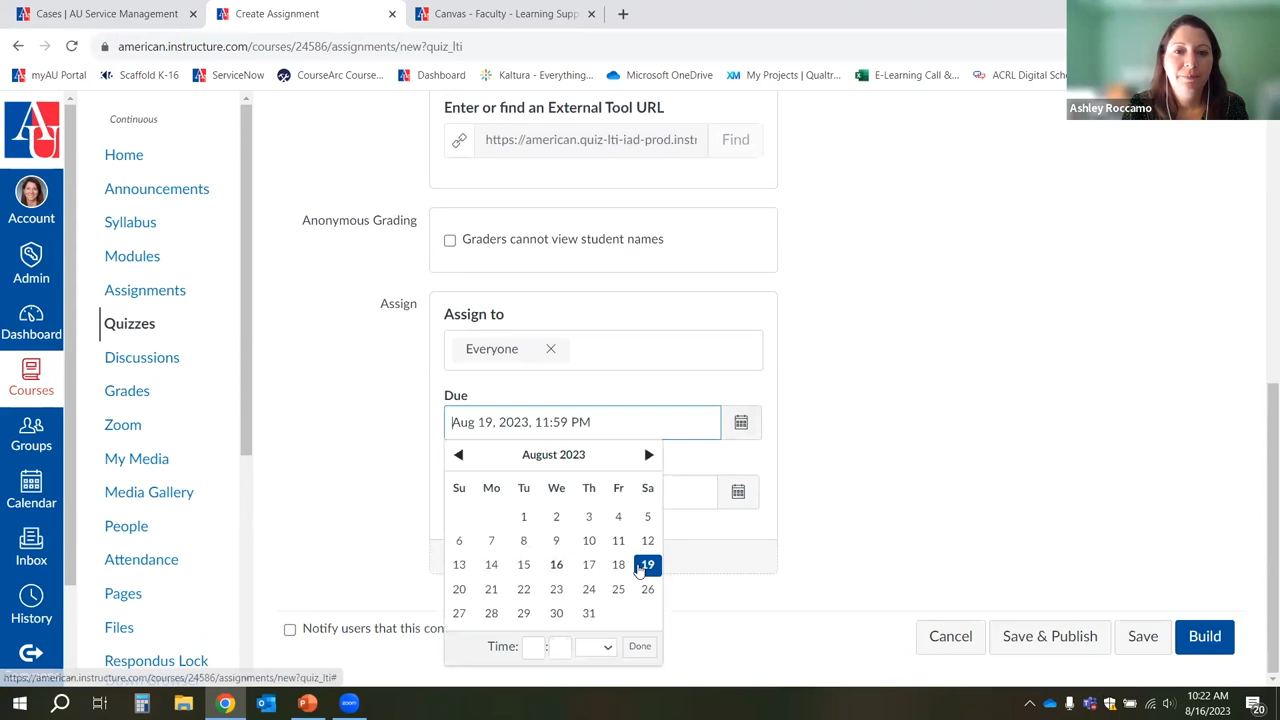 Cases | AU Service Management
Create Assignment
Canvas - Faculty - Learning Supp
american.instructure.com/courses/24586/assignments/new?quiz_lti
myAU Portal
Scaffold K-16
ServiceNow
CourseArc Course...
Dashboard
Kaltura - Everything...
Microsoft OneDrive
XM My Projects | Qualtr...
E-Learning Call &...
ACRL Digital Sch
Ashley Roccamo
AU
Account
Admin
Dashboard
Courses
Groups
Calendar
Inbox
History
Continuous
Home
Announcements
Syllabus
Modules
Assignments
Quizzes
Discussions
Grades
Zoom
My Media
Media Gallery
People
Attendance
Pages
Files
Respondus Lock
Enter or find an External Tool URL
https://american.quiz-lti-iad-prod.instr
Find
Anonymous Grading
Graders cannot view student names
Assign
Assign to
Everyone
Due
Aug 19, 2023, 11:59 PM
August 2023
Su Mo Tu We Th Fr Sa
1 2 3 4 5
6 7 8 9 10 11 12
13 14 15 16 17 18 19
20 21 22 23 24 25 26
27 28 29 30 31
Time: : Done
Notify users that this con
Cancel
Save & Publish
Save
Build
https://american.instructure.com/courses/24586/assignments/new?quiz_lti#
10:22 AM
8/16/2023
20